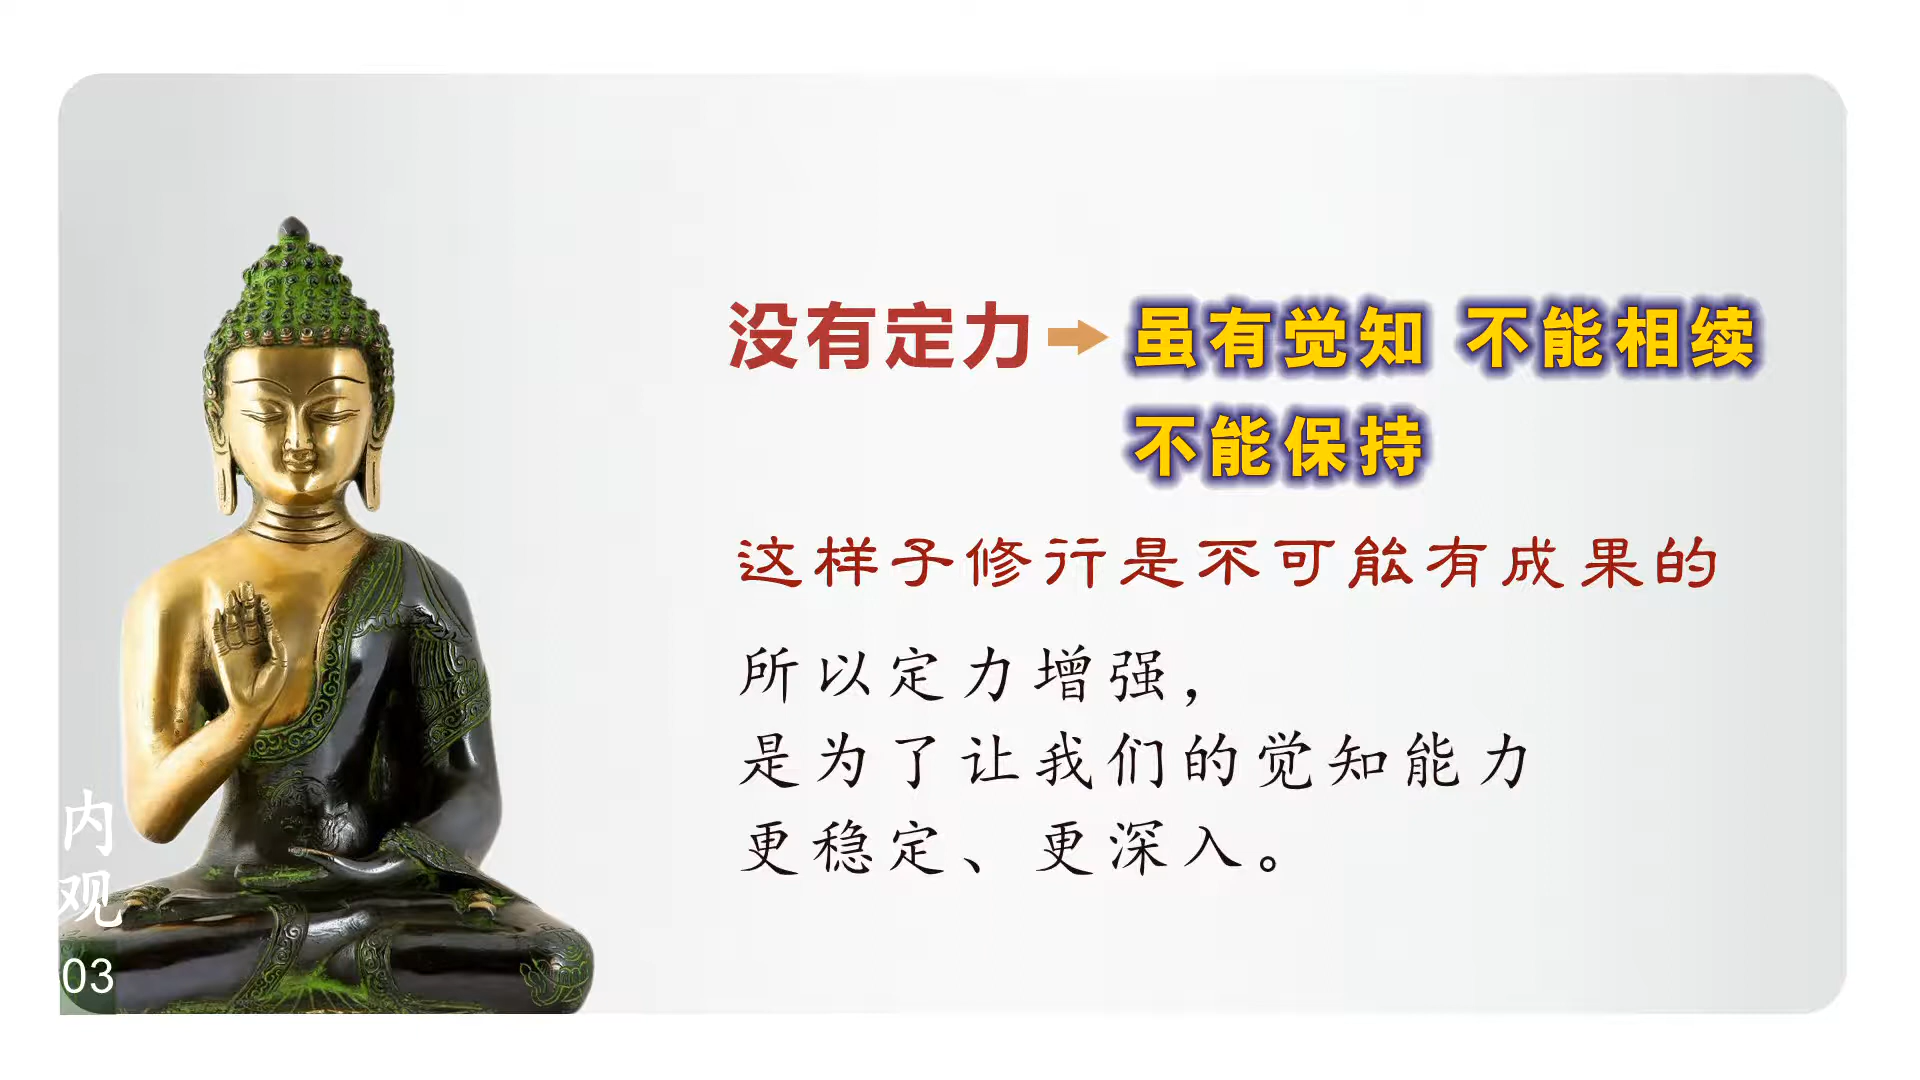 没有定力 虽有觉知 不能相续
不能保持
这样子修行是不可能有成果的
所以定力增强，
是为了让我们的觉知能力
更稳定、更深入。
内观
03